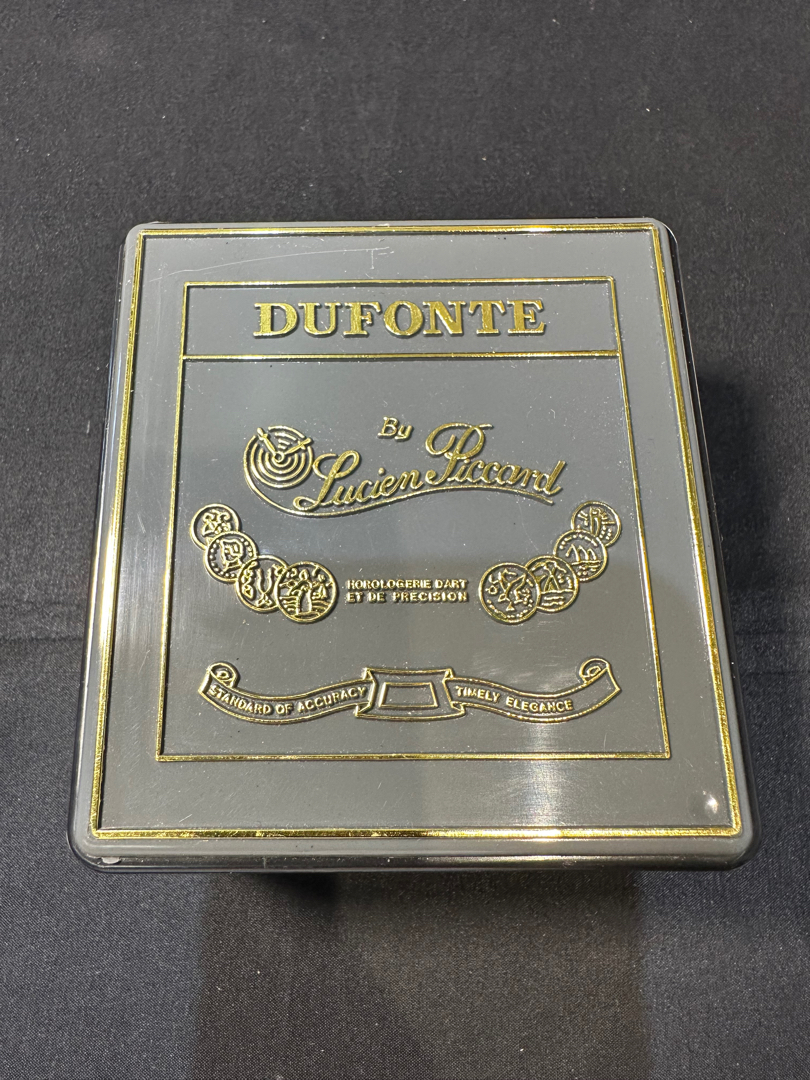 DUFONTE
By
Lucien Piccard
HOROLOGERIE D'ART
ET DE PRECISION
STANDARD OF ACCURACY TIMELY ELEGANCE